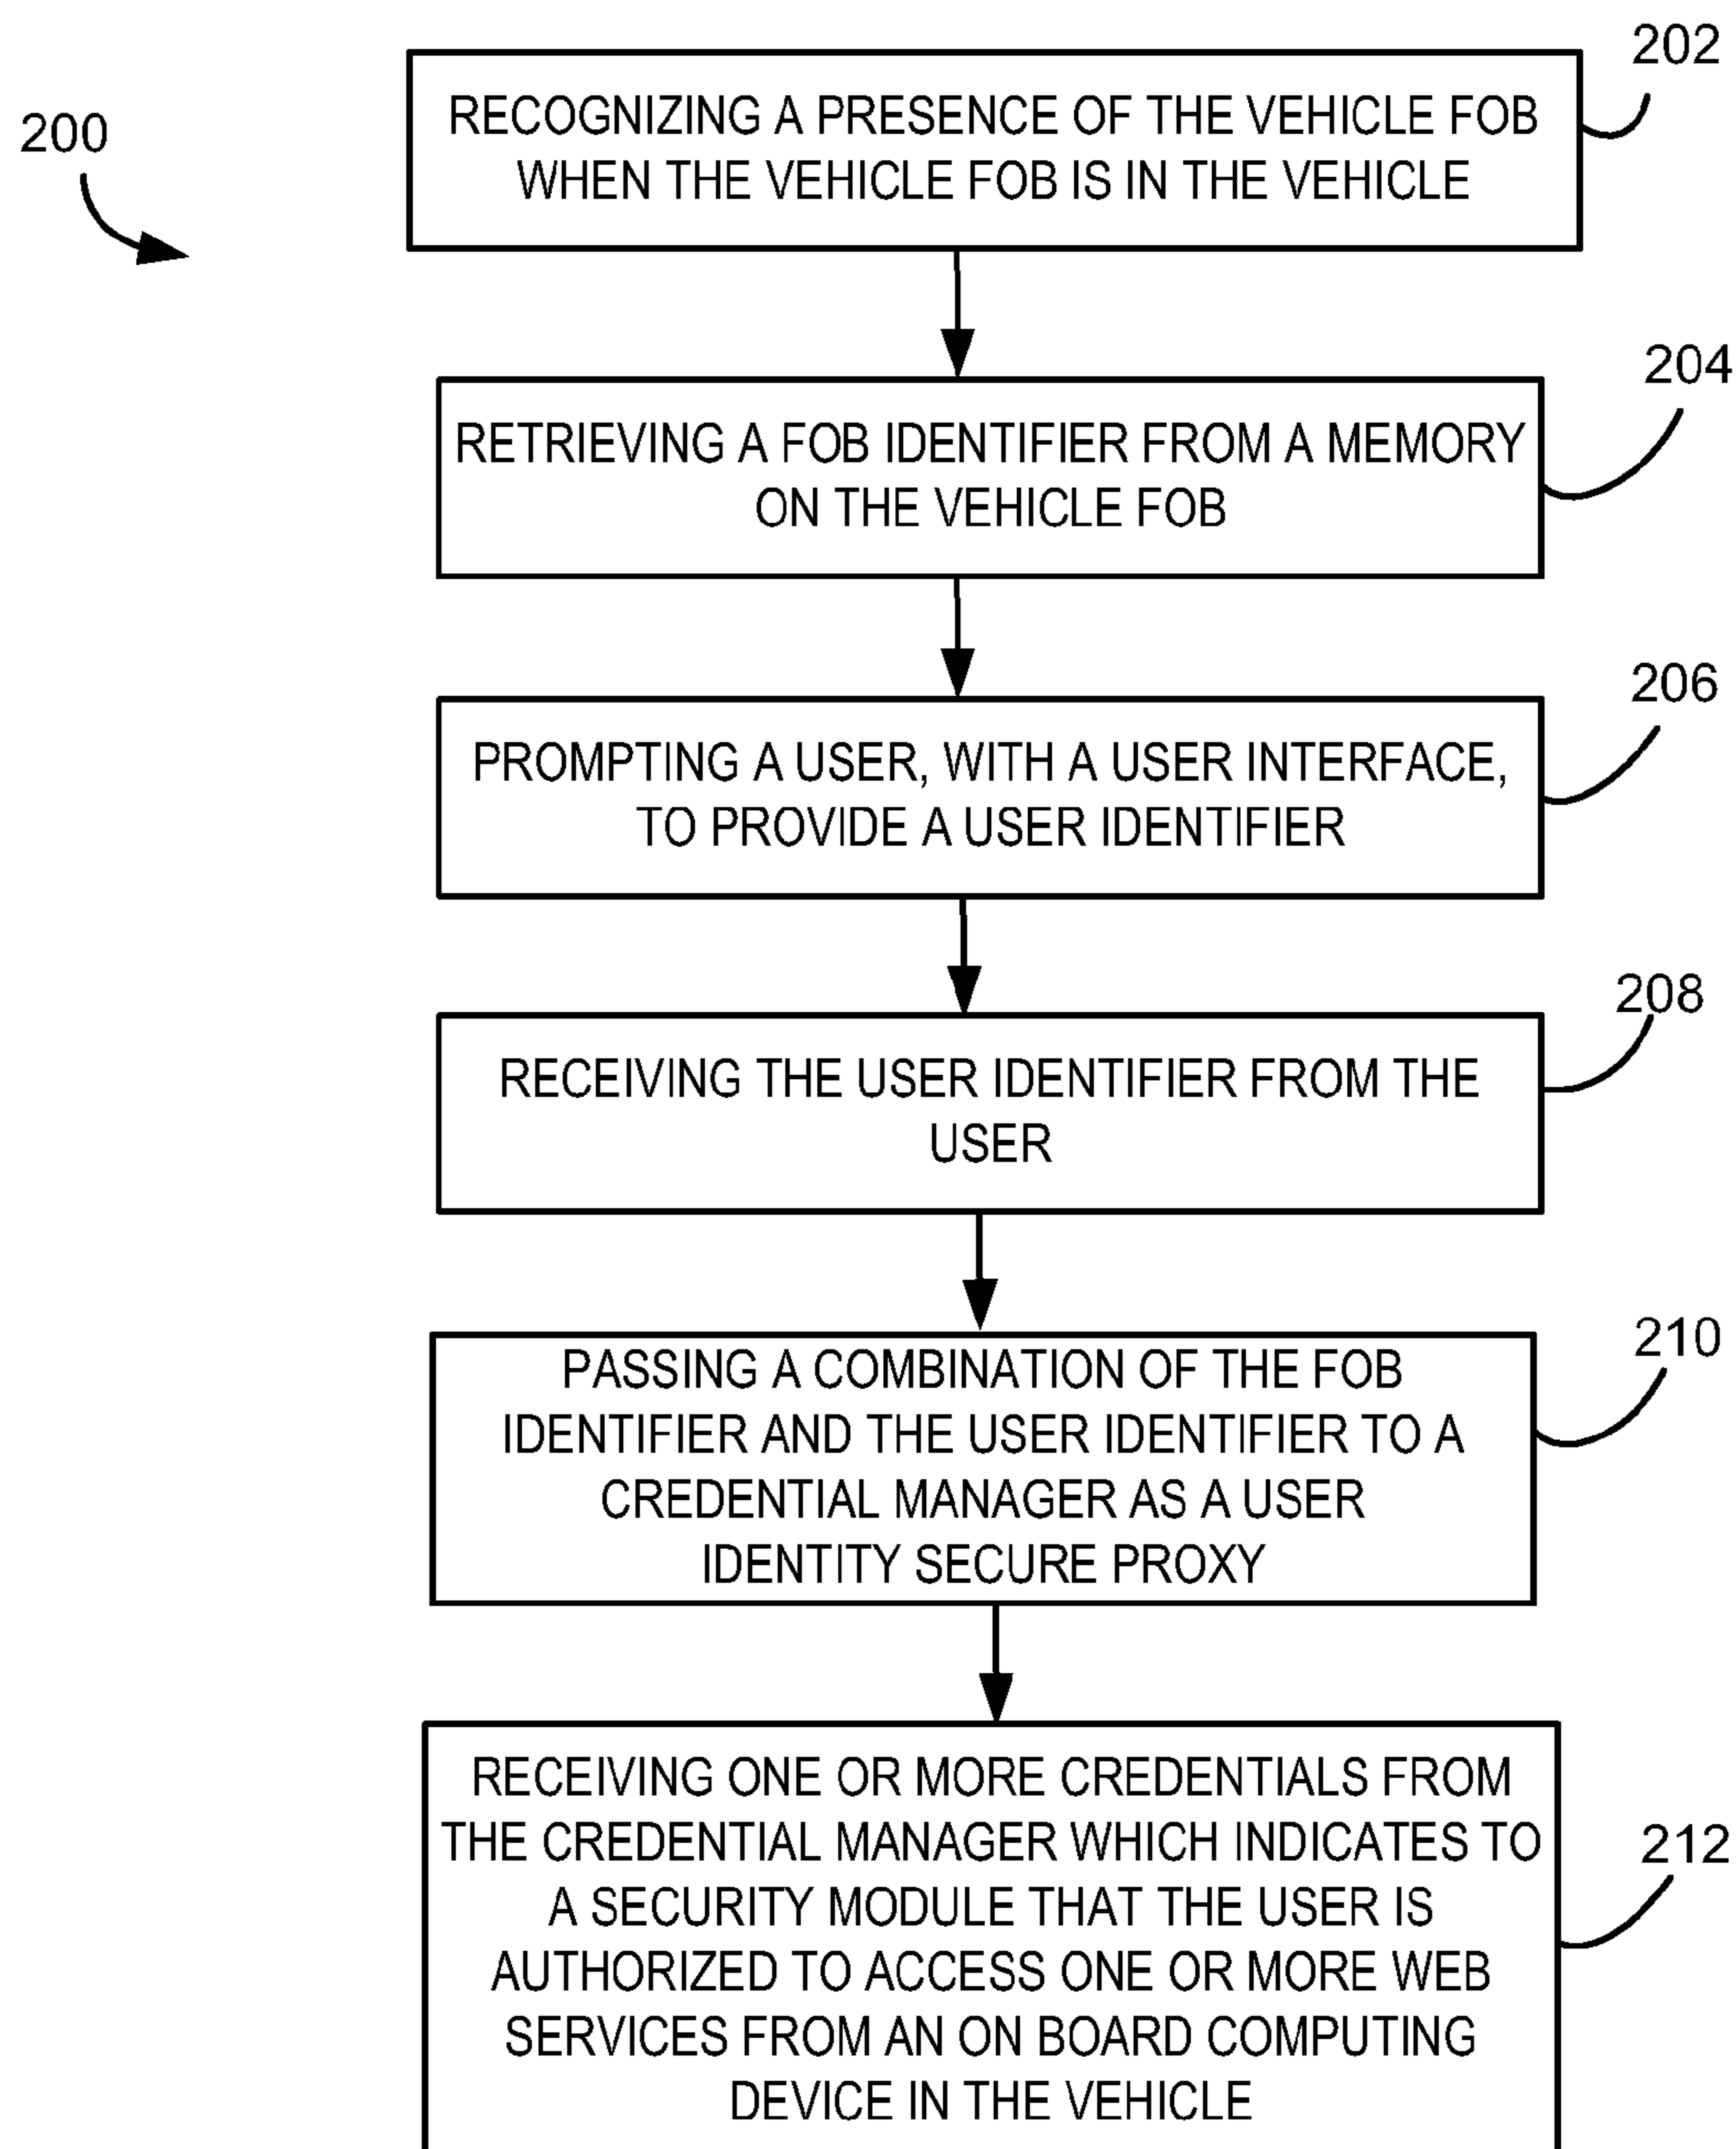 200
202
RECOGNIZING A PRESENCE OF THE VEHICLE FOB
WHEN THE VEHICLE FOB IS IN THE VEHICLE
204
RETRIEVING A FOB IDENTIFIER FROM A MEMORY
ON THE VEHICLE FOB
206
PROMPTING A USER, WITH A USER INTERFACE,
TO PROVIDE A USER IDENTIFIER
208
RECEIVING THE USER IDENTIFIER FROM THE
USER
210
PASSING A COMBINATION OF THE FOB
IDENTIFIER AND THE USER IDENTIFIER TO A
CREDENTIAL MANAGER AS A USER
IDENTITY SECURE PROXY
212
RECEIVING ONE OR MORE CREDENTIALS FROM
THE CREDENTIAL MANAGER WHICH INDICATES TO
A SECURITY MODULE THAT THE USER IS
AUTHORIZED TO ACCESS ONE OR MORE WEB
SERVICES FROM AN ON BOARD COMPUTING
DEVICE IN THE VEHICLE